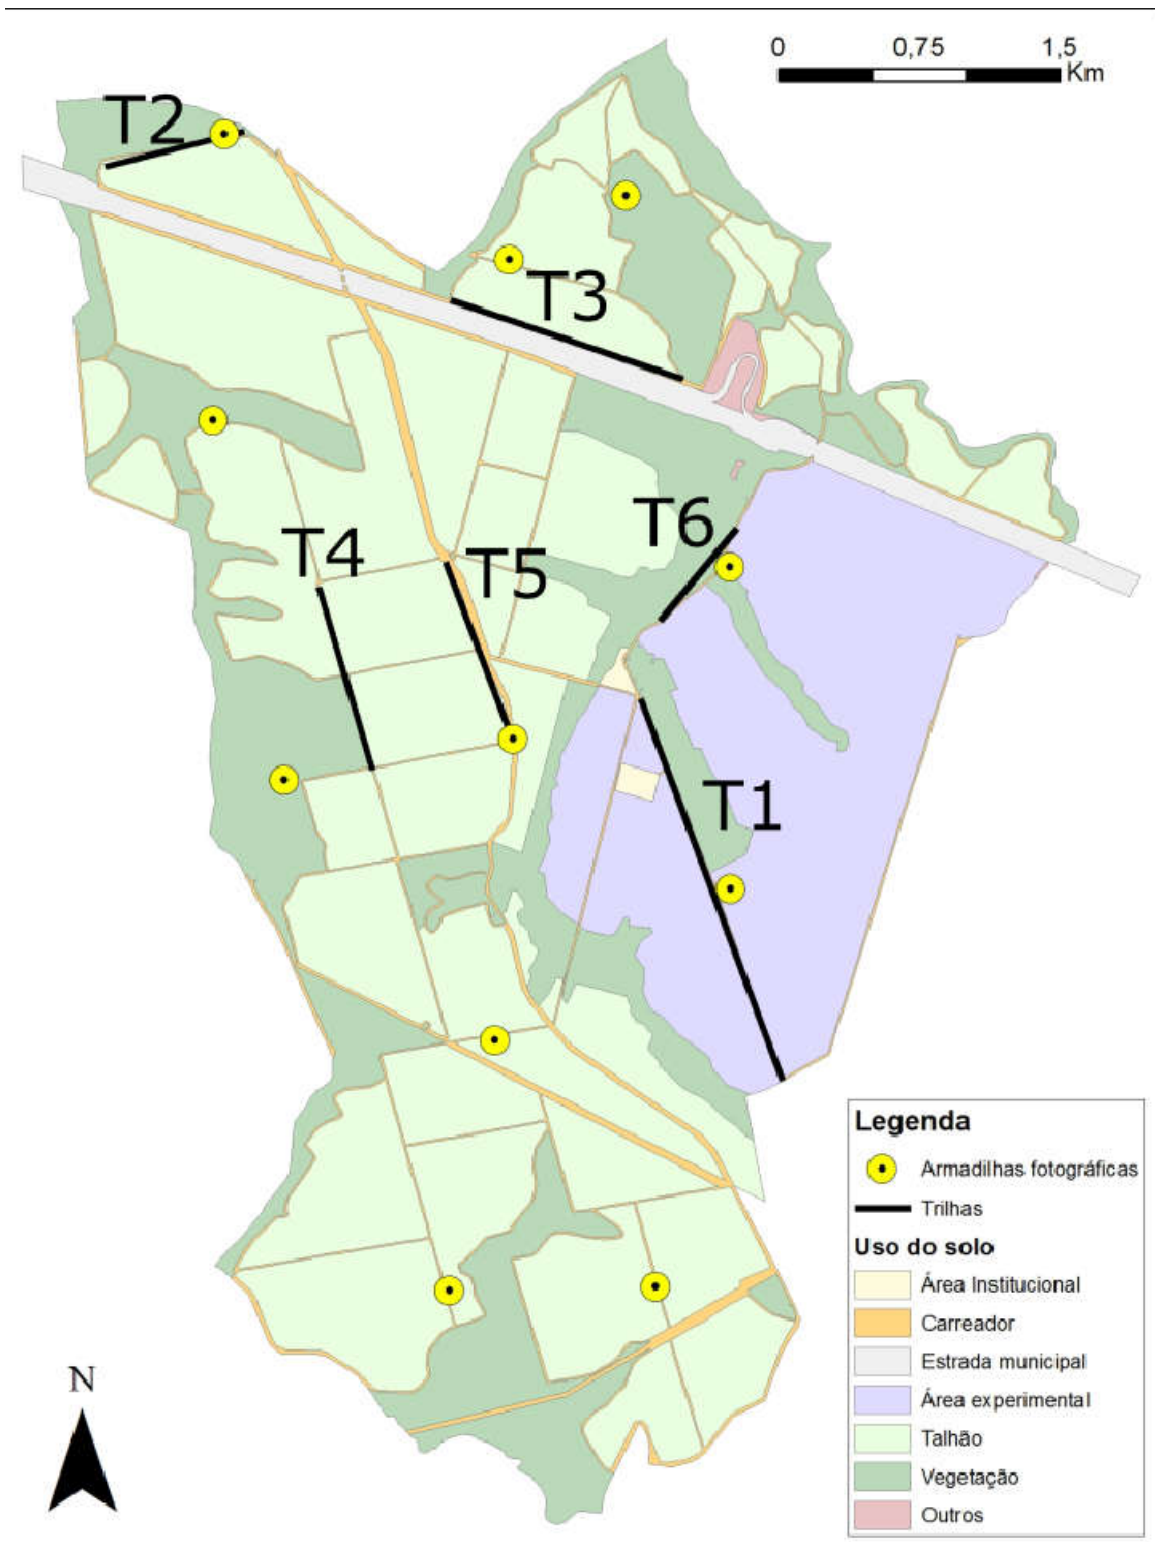 0 0,75 1,5
Km
T2
T3
T6
T4
T5
T1
N
Legenda
Armadilhas fotográficas
Trilhas
Uso do solo
Área Institucional
Carreador
Estrada municipal
Área experimental
Talhão
Vegetação
Outros